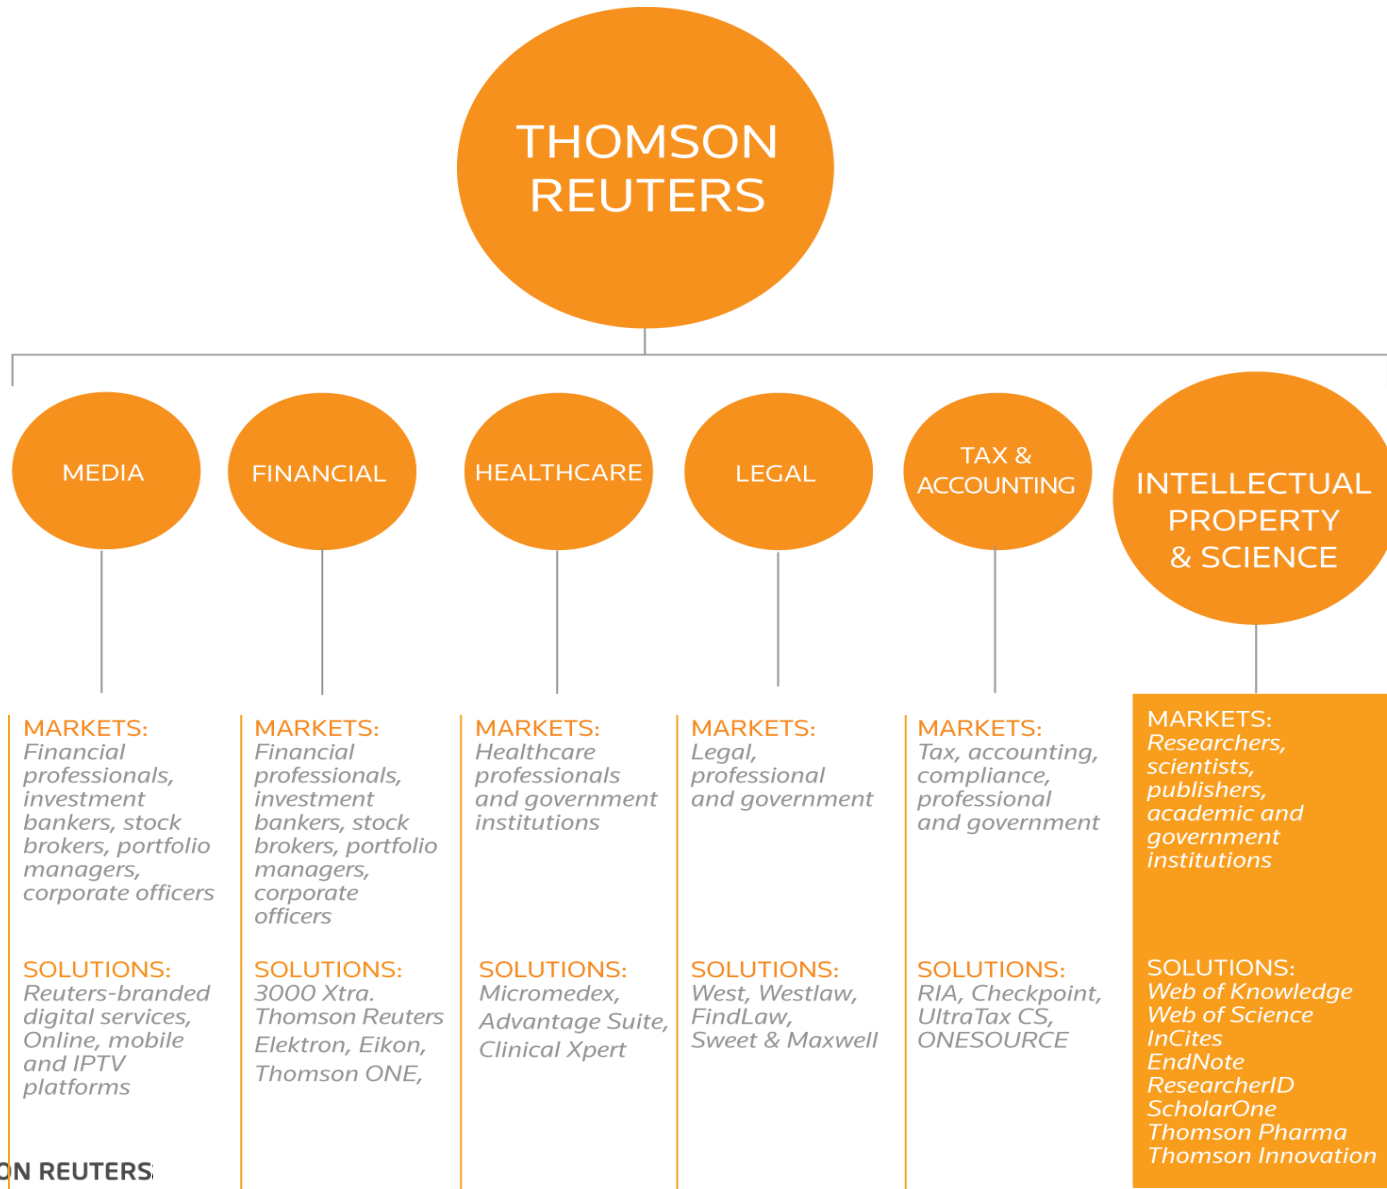 THOMSON
REUTERS
MEDIA
FINANCIAL
HEALTHCARE
LEGAL
TAX &
ACCOUNTING
INTELLECTUAL
PROPERTY
& SCIENCE
MARKETS:
Financial
professionals,
investment
bankers, stock
brokers, portfolio
managers,
corporate officers
SOLUTIONS:
Reuters-branded
digital services,
Online, mobile
and IPTV
platforms
MARKETS:
Financial
professionals,
investment
bankers, stock
brokers, portfolio
managers,
corporate
officers
SOLUTIONS:
3000 Xtra.
Thomson Reuters
Elektron, Eikon,
Thomson ONE,
MARKETS:
Healthcare
professionals
and government
institutions
SOLUTIONS:
Micromedex,
Advantage Suite,
Clinical Xpert
MARKETS:
Legal,
professional
and government
SOLUTIONS:
West, Westlaw,
FindLaw,
Sweet & Maxwell
MARKETS:
Tax, accounting,
compliance,
professional
and government
SOLUTIONS:
RIA, Checkpoint,
UltraTax CS,
ONESOURCE
MARKETS:
Researchers,
scientists,
publishers,
academic and
government
institutions
SOLUTIONS:
Web of Knowledge
Web of Science
InCites
EndNote
ResearcherID
ScholarOne
Thomson Pharma
Thomson Innovation
ON REUTERS